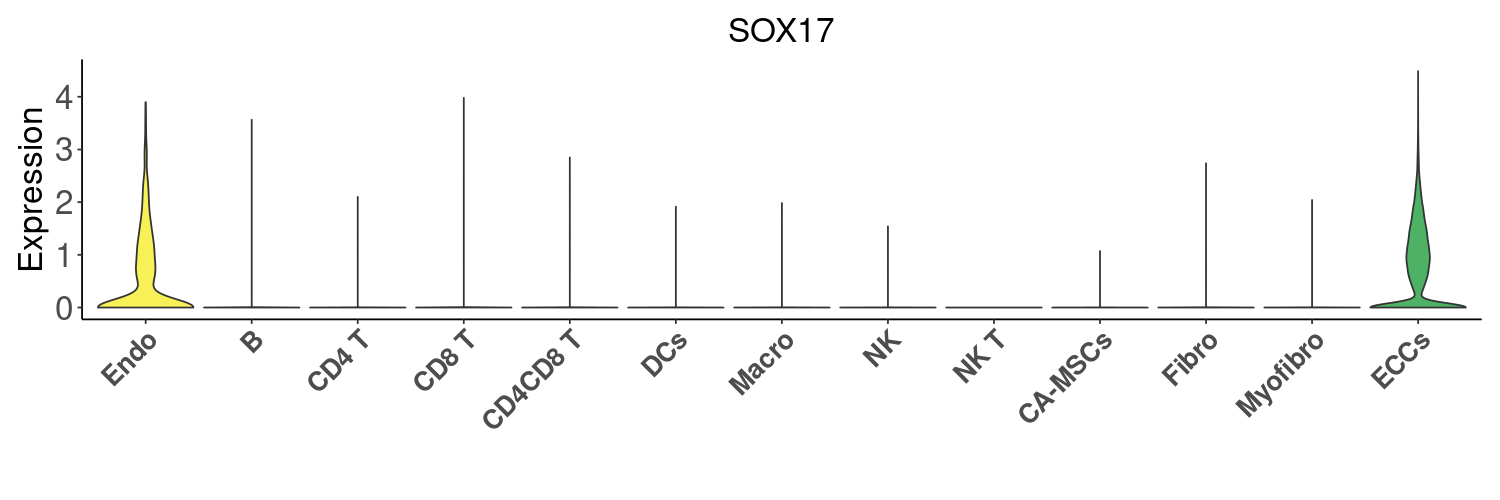 SOX17
Expression
4
3
2
1
0
Endo
B
CD4 T
CD8 T
CD4CD8 T
DCs
Macro
NK
NK T
CA-MSCs
Fibro
Myofibro
ECCs